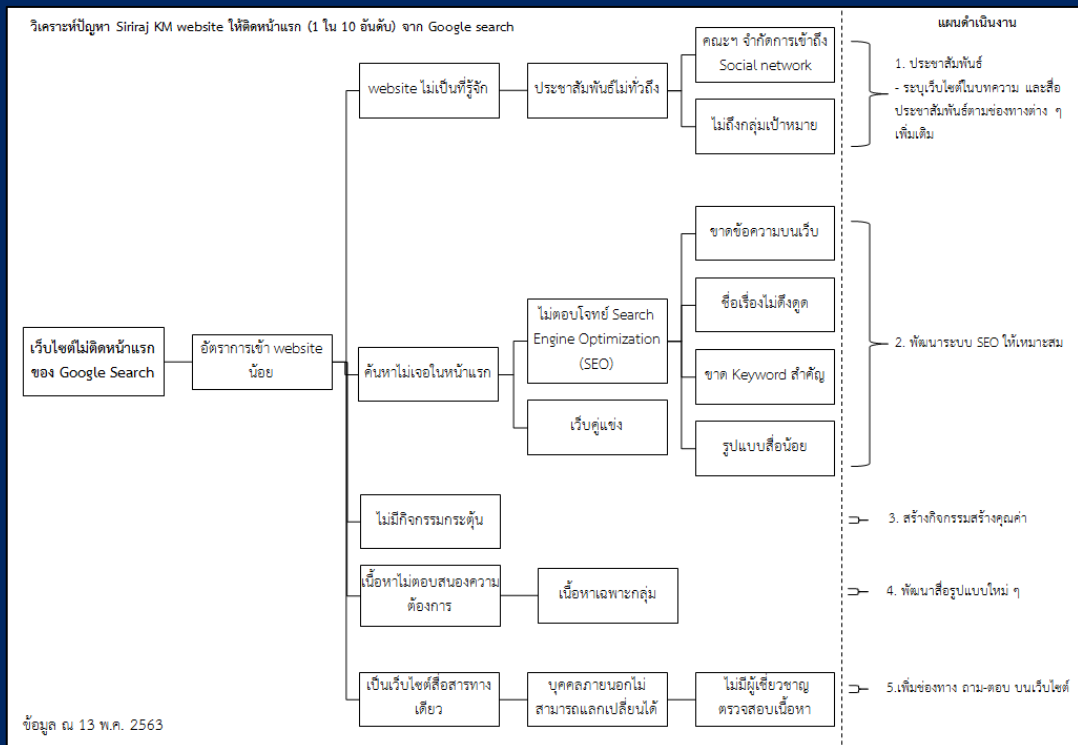 วิเคราะห์ปัญหา Siriraj KM website ให้ติดหน้าแรก (1 ใน 10 อันดับ) จาก Google search
แผนดำเนินงาน
website ไม่เป็นที่รู้จัก
ประชาสัมพันธ์ไม่ทั่วถึง
คณะฯ จำกัดการเข้าถึง
Social network
ไม่ถึงกลุ่มเป้าหมาย
1. ประชาสัมพันธ์
- ระบุเว็บไซต์ในบทความ และสื่อ
ประชาสัมพันธ์ตามช่องทางต่าง ๆ
เพิ่มเติม
เว็บไซต์ไม่ติดหน้าแรก
ของ Google Search
อัตราการเข้า website
น้อย
ค้นหาไม่เจอในหน้าแรก
ไม่ตอบโจทย์ Search
Engine Optimization
(SEO)
เว็บคู่แข่ง
ขาดข้อความบนเว็บ
ชื่อเรื่องไม่ดึงดูด
ขาด Keyword สำคัญ
รูปแบบสื่อน้อย
2. พัฒนาระบบ SEO ให้เหมาะสม
ไม่มีกิจกรรมกระตุ้น
3. สร้างกิจกรรมสร้างคุณค่า
เนื้อหาไม่ตอบสนองความ
ต้องการ
เนื้อหาเฉพาะกลุ่ม
4. พัฒนาสื่อรูปแบบใหม่ ๆ
เป็นเว็บไซต์สื่อสารทาง
เดียว
บุคคลภายนอกไม่
สามารถแลกเปลี่ยนได้
ไม่มีผู้เชี่ยวชาญ
ตรวจสอบเนื้อหา
5.เพิ่มช่องทาง ถาม-ตอบ บนเว็บไซต์
ข้อมูล ณ 13 พ.ค. 2563